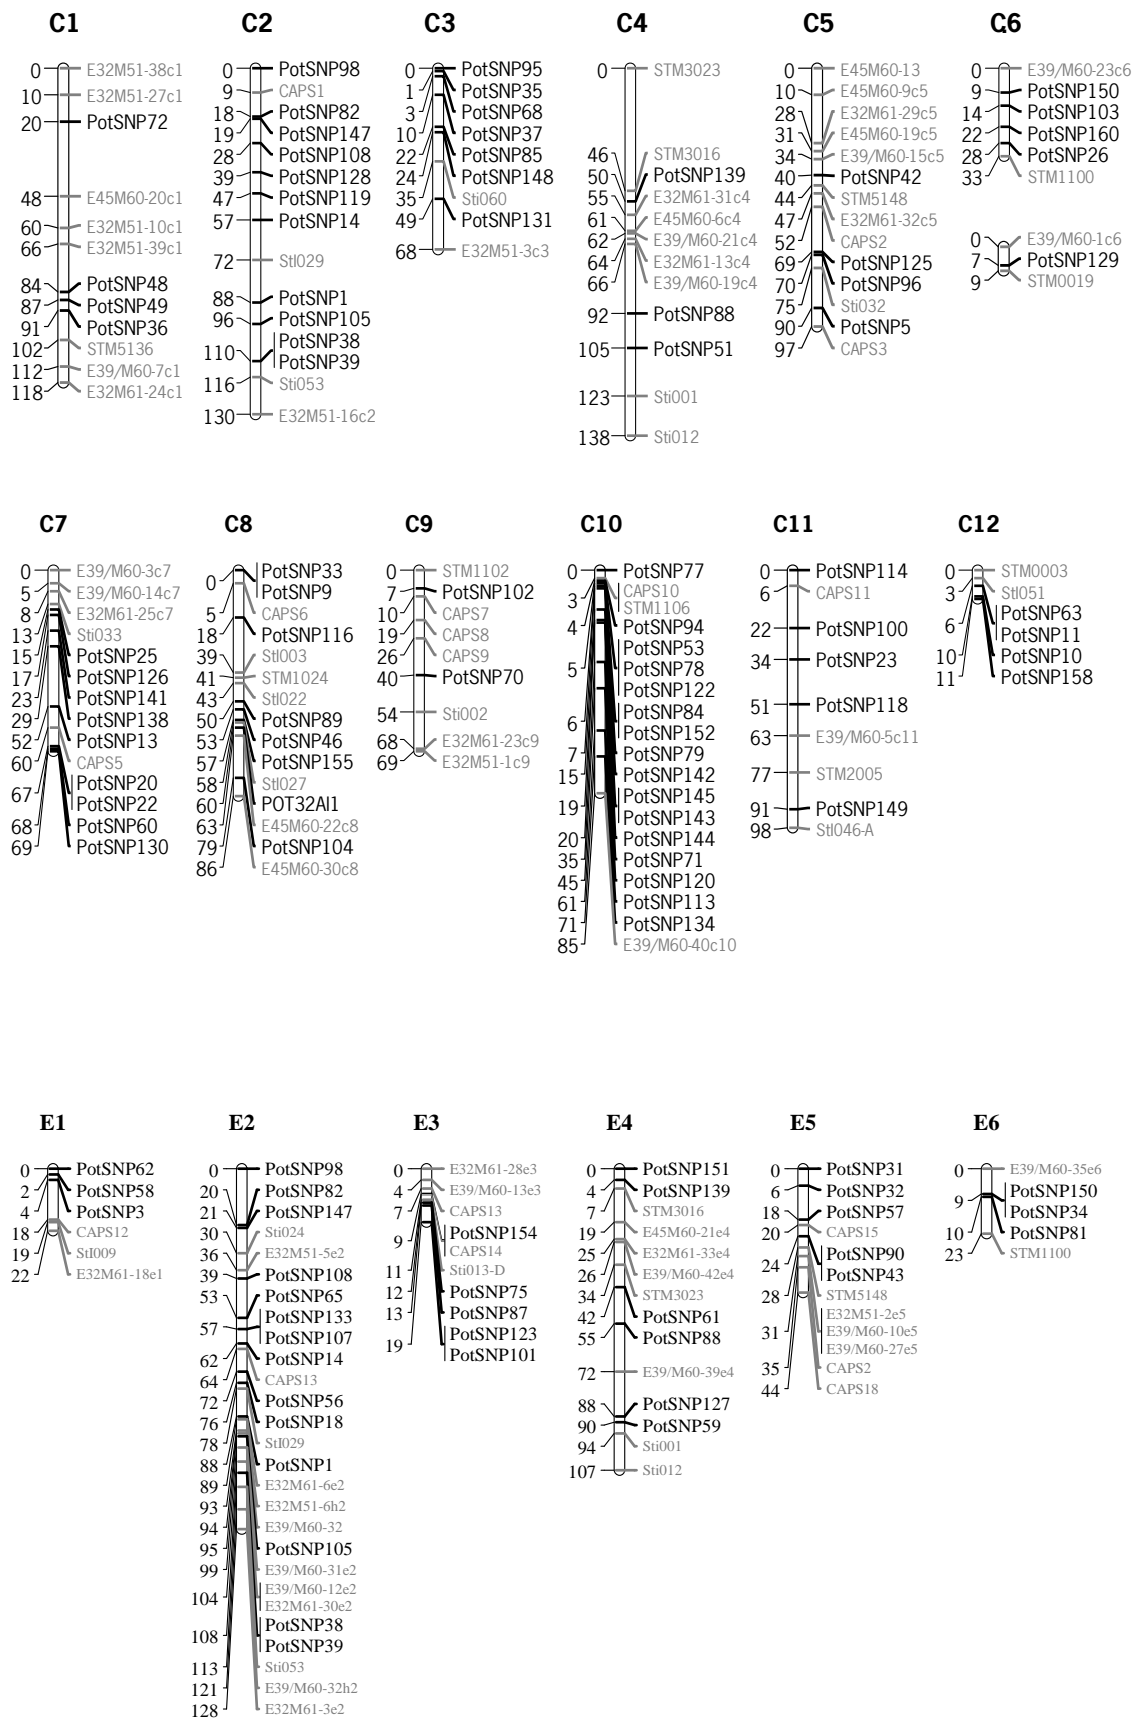 C1
0 E32M51-38c1
10 E32M51-27c1
20 PotSNP72
48 E45M60-20c1
60 E32M51-10c1
66 E32M51-39c1
84 PotSNP48
87 PotSNP49
91 PotSNP36
102 STM5136
112 E39/M60-7c1
118 E32M61-24c1
C2
0 PotSNP98
9 CAPS1
18 PotSNP82
19 PotSNP147
28 PotSNP108
39 PotSNP128
47 PotSNP119
57 PotSNP14
72 StI029
88 PotSNP1
96 PotSNP105
110 PotSNP38
PotSNP39
116 Sti053
130 E32M51-16c2
C3
0 PotSNP95
1 PotSNP35
3 PotSNP68
10 PotSNP37
22 PotSNP85
24 PotSNP148
35 Sti060
49 PotSNP131
68 E32M51-3c3
C4
0 STM3023
46 STM3016
50 PotSNP139
55 E32M61-31c4
61 E45M60-6c4
62 E39/M60-21c4
64 E32M61-13c4
66 E39/M60-19c4
92 PotSNP88
105 PotSNP51
123 Sti001
138 Sti012
C5
0 E45M60-13
10 E45M60-9c5
28 E32M61-29c5
31 E45M60-19c5
34 E39/M60-15c5
40 PotSNP42
44 STM5148
47 E32M61-32c5
52 CAPS2
69 PotSNP125
70 PotSNP96
75 Sti032
90 PotSNP5
97 CAPS3
C6
0 E39/M60-23c6
9 PotSNP150
14 PotSNP103
22 PotSNP160
28 PotSNP26
33 STM1100
0 E39/M60-1c6
7 PotSNP129
9 STM0019
C7
0 E39/M60-3c7
5 E39/M60-14c7
8 E32M61-25c7
13 Sti033
15 PotSNP25
17 PotSNP126
23 PotSNP141
29 PotSNP138
52 PotSNP13
60 CAPS5
67 PotSNP20
PotSNP22
68 PotSNP60
69 PotSNP130
C8
0 PotSNP33
PotSNP9
5 CAPS6
18 PotSNP116
39 StI003
41 STM1024
43 StI022
50 PotSNP89
53 PotSNP46
57 PotSNP155
58 StI027
60 POT32AI1
63 E45M60-22c8
79 PotSNP104
86 E45M60-30c8
C9
0 STM1102
7 PotSNP102
10 CAPS7
19 CAPS8
26 CAPS9
40 PotSNP70
54 Sti002
68 E32M61-23c9
69 E32M51-1c9
C10
0 PotSNP77
3 CAPS10
STM1106
4 PotSNP94
5 PotSNP53
PotSNP78
PotSNP122
6 PotSNP84
PotSNP152
7 PotSNP79
15 PotSNP142
19 PotSNP145
PotSNP143
20 PotSNP144
35 PotSNP71
45 PotSNP120
61 PotSNP113
71 PotSNP134
85 E39/M60-40c10
C11
0 PotSNP114
6 CAPS11
22 PotSNP100
34 PotSNP23
51 PotSNP118
63 E39/M60-5c11
77 STM2005
91 PotSNP149
98 StI046-A
C12
0 STM0003
3 StI051
6 PotSNP63
PotSNP11
10 PotSNP10
11 PotSNP158
E1
0 PotSNP62
2 PotSNP58
4 PotSNP3
18 CAPS12
19 StI009
22 E32M61-18e1
E2
0 PotSNP98
20 PotSNP82
21 PotSNP147
30 Sti024
36 E32M51-5e2
39 PotSNP108
53 PotSNP65
57 PotSNP133
PotSNP107
62 PotSNP14
64 CAPS13
72 PotSNP56
76 PotSNP18
78 StI029
88 PotSNP1
89 E32M61-6e2
93 E32M51-6h2
94 E39/M60-32
95 PotSNP105
99 E39/M60-31e2
104 E39/M60-12e2
E32M61-30e2
108 PotSNP38
PotSNP39
113 Sti053
121 E39/M60-32h2
128 E32M61-3e2
E3
0 E32M61-28e3
4 E39/M60-13e3
7 CAPS13
9 PotSNP154
CAPS14
11 Sti013-D
12 PotSNP75
13 PotSNP87
19 PotSNP123
PotSNP101
E4
0 PotSNP151
4 PotSNP139
7 STM3016
19 E45M60-21e4
25 E32M61-33e4
26 E39/M60-42e4
34 STM3023
42 PotSNP61
55 PotSNP88
72 E39/M60-39e4
88 PotSNP127
90 PotSNP59
94 Sti001
107 Sti012
E5
0 PotSNP31
6 PotSNP32
18 PotSNP57
20 CAPS15
24 PotSNP90
PotSNP43
28 STM5148
31 E32M51-2e5
E39/M60-10e5
E39/M60-27e5
35 CAPS2
44 CAPS18
E6
0 E39/M60-35e6
9 PotSNP150
PotSNP34
10 PotSNP81
23 STM1100